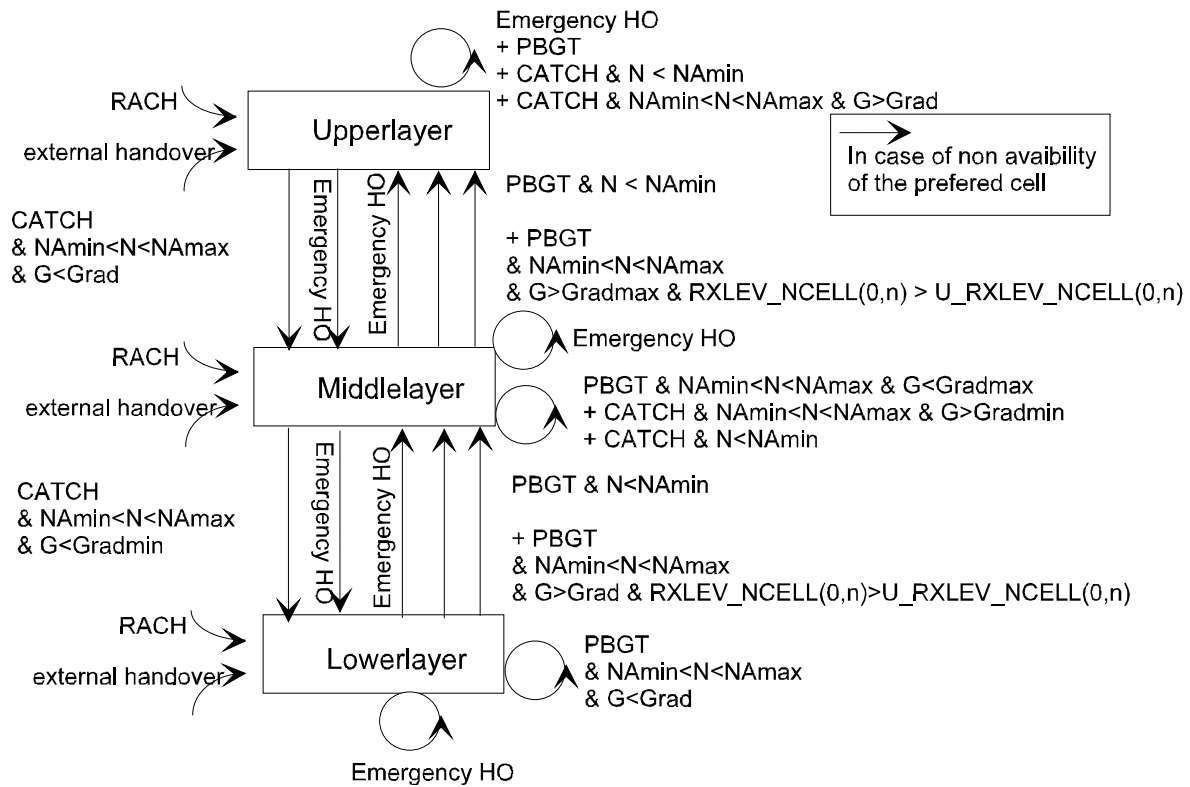 Emergency HO
+ PBGT
+ CATCH & N < NAmin
+ CATCH & NAmin<N<NAmax & G>Grad
RACH
external handover
Upperlayer
In case of non avaibility
of the prefered cell
CATCH
& NAmin<N<NAmax
& G<Grad
Emergency HO
Emergency HO
PBGT & N < NAmin
+ PBGT
& NAmin<N<NAmax
& G>Gradmax & RXLEV_NCELL(0,n) > U_RXLEV_NCELL(0,n)
RACH
external handover
Middlelayer
Emergency HO
PBGT & NAmin<N<NAmax & G<Gradmax
+ CATCH & NAmin<N<NAmax & G>Gradmin
+ CATCH & N<NAmin
CATCH
& NAmin<N<NAmax
& G<Gradmin
Emergency HO
Emergency HO
PBGT & N<NAmin
+ PBGT
& NAmin<N<NAmax
& G>Grad & RXLEV_NCELL(0,n)>U_RXLEV_NCELL(0,n)
RACH
external handover
Lowerlayer
PBGT
& NAmin<N<NAmax
& G<Grad
Emergency HO